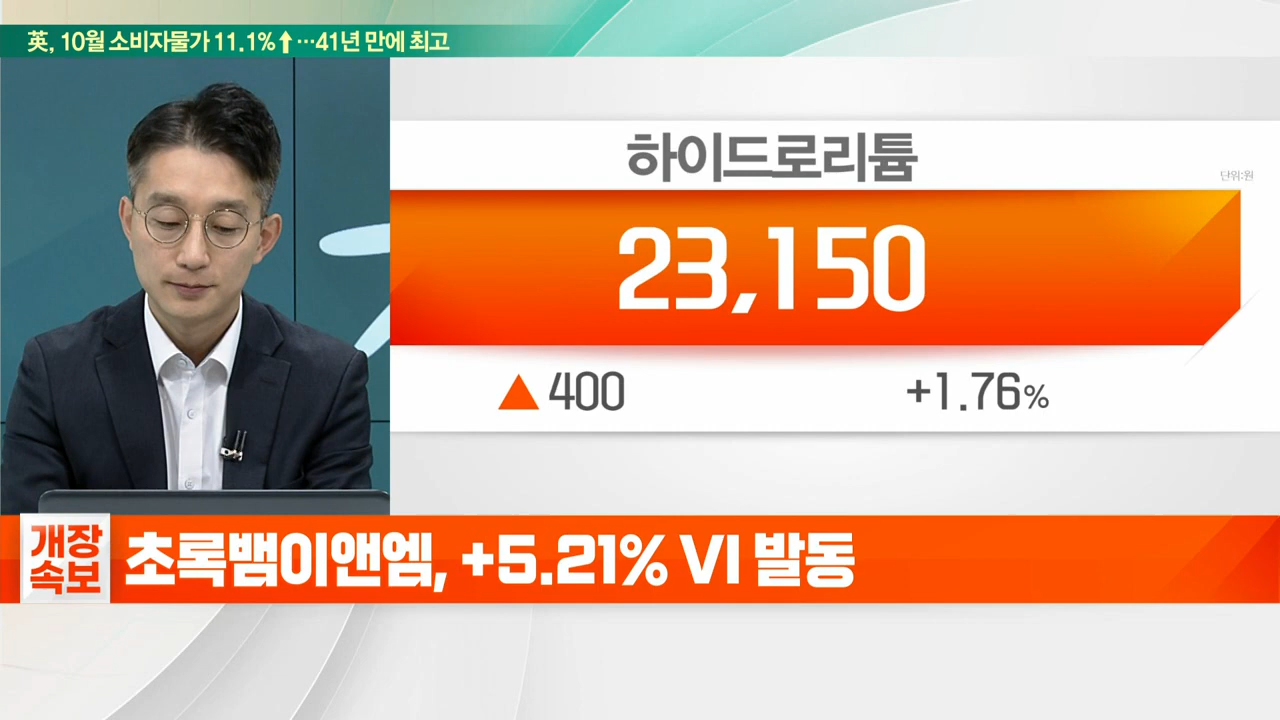 英, 10월 소비자물가 11.1%⬆…41년 만에 최고
하이드로리튬
단위:원
23,150
▲400
+1.76%
개장
속보
초록뱀이앤엠, +5.21% VI 발동